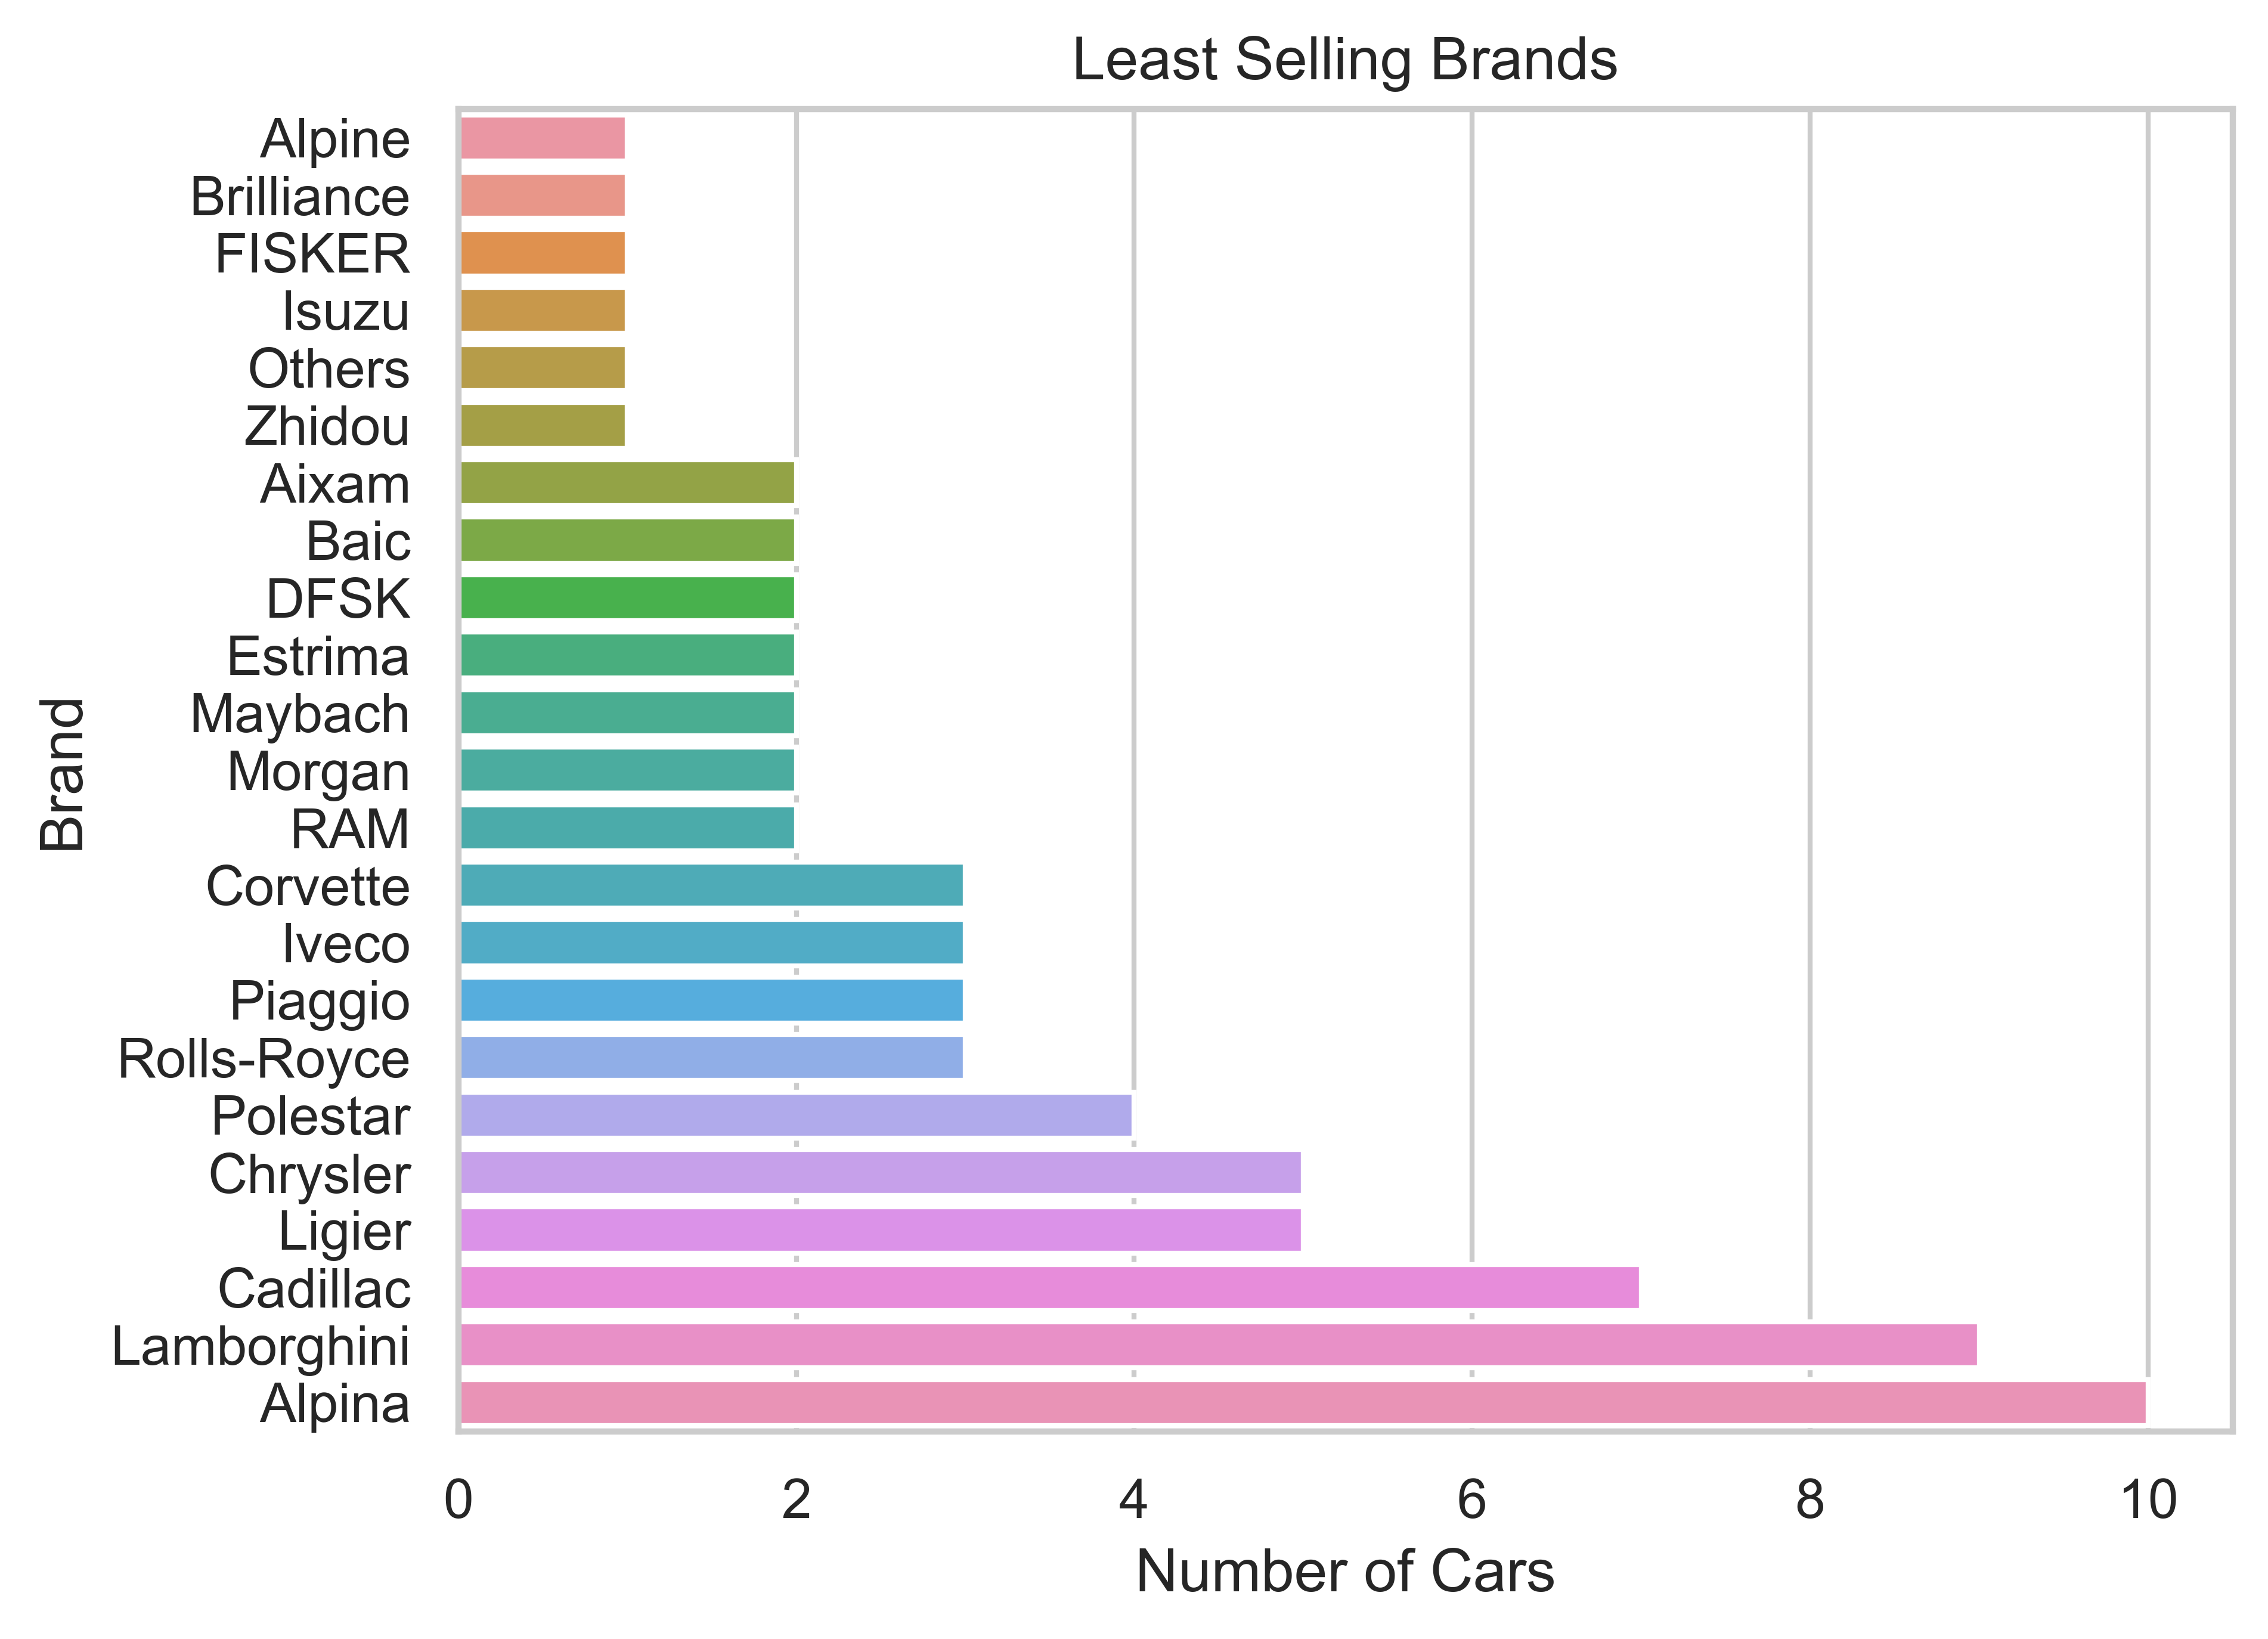 Least Selling Brands
Alpine
Brilliance
FISKER
Isuzu
Others
Zhidou
Aixam
Baic
DFSK
Estrima
Maybach
Morgan
RAM
Corvette
Iveco
Piaggio
Rolls-Royce
Polestar
Chrysler
Ligier
Cadillac
Lamborghini
Alpina
Brand
0 2 4 6 8 10
Number of Cars